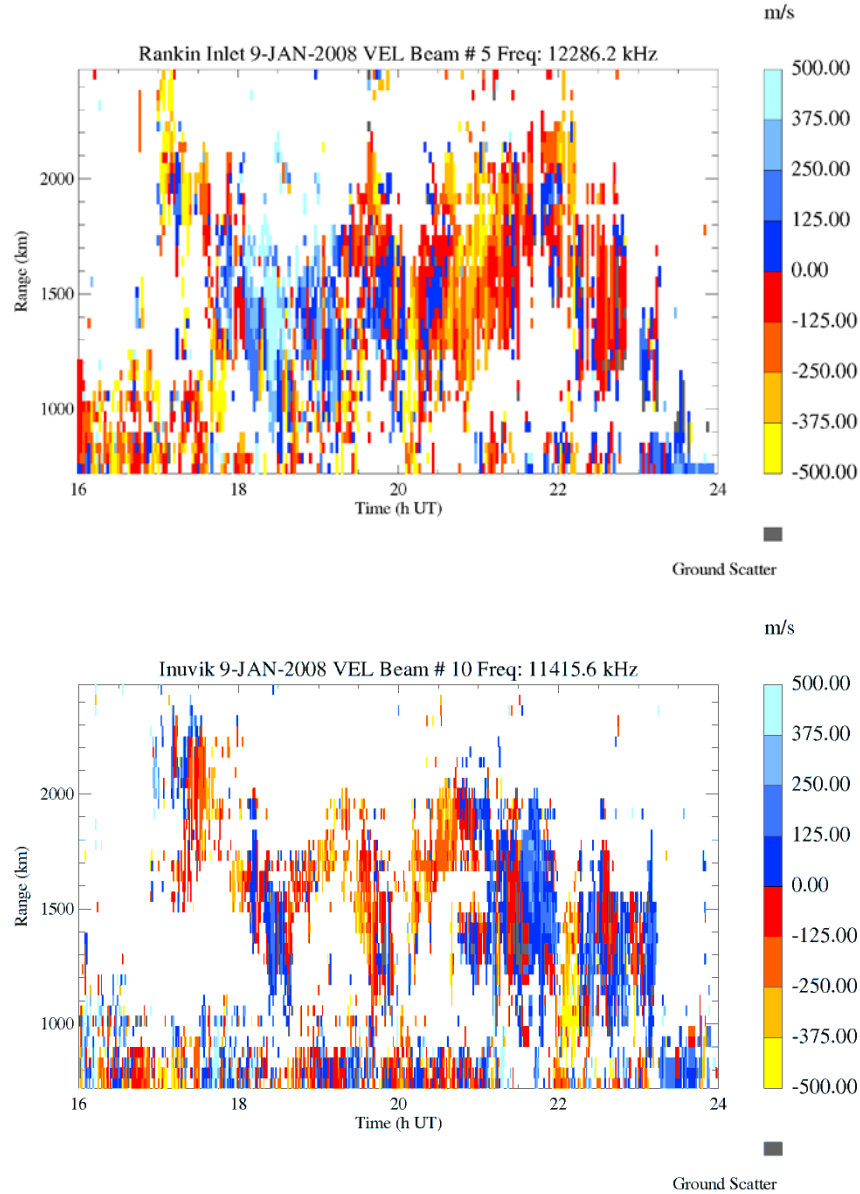 m/s
Rankin Inlet 9-JAN-2008 VEL Beam # 5 Freq: 12286.2 kHz
500.00
375.00
250.00
125.00
0.00
-125.00
-250.00
-375.00
-500.00
Range (km)
2000
1500
1000
16 18 20 22 24
Time (h UT)
Ground Scatter
m/s
Inuvik 9-JAN-2008 VEL Beam # 10 Freq: 11415.6 kHz
500.00
375.00
250.00
125.00
0.00
-125.00
-250.00
-375.00
-500.00
Range (km)
2000
1500
1000
16 18 20 22 24
Time (h UT)
Ground Scatter